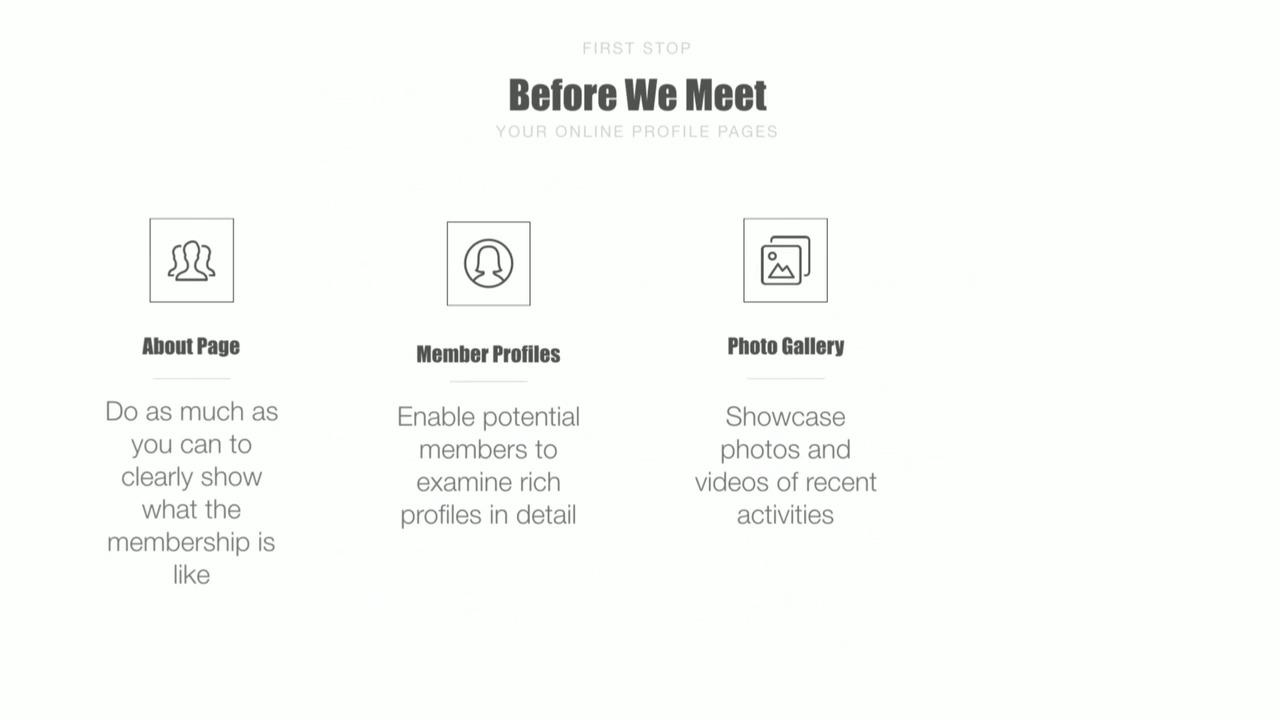 FIRST STOP
Before We Meet
YOUR ONLINE PROFILE PAGES
About Page
Do as much as
you can to
clearly show
what the
membership is
like
Member Profiles
Enable potential
members to
examine rich
profiles in detail
Photo Gallery
Showcase
photos and
videos of recent
activities